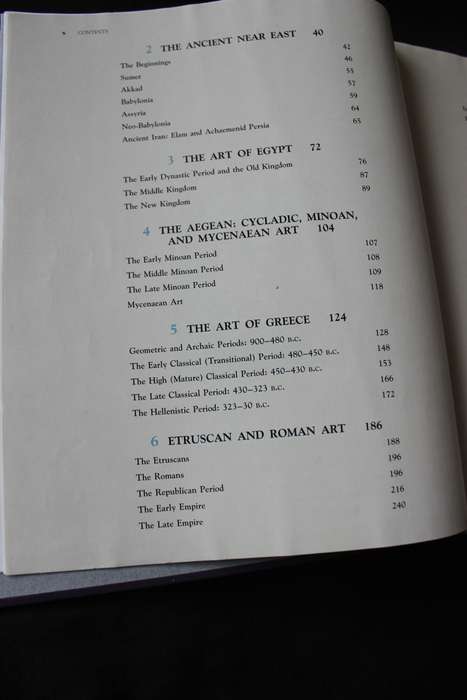 CONTENTS
2 THE ANCIENT NEAR EAST 40
The Beginnings 42
Sumer 46
Akkad 55
Babylonia 57
Assyria 59
Neo-Babylonia 64
Ancient Iran: Elam and Achaemenid Persia 65
3 THE ART OF EGYPT 72
The Early Dynastic Period and the Old Kingdom 76
The Middle Kingdom 87
The New Kingdom 89
4 THE AEGEAN: CYCLADIC, MINOAN,
AND MYCENAEAN ART 104
The Early Minoan Period 107
The Middle Minoan Period 108
The Late Minoan Period 109
Mycenaean Art 118
5 THE ART OF GREECE 124
Geometric and Archaic Periods: 900–480 B.C. 128
The Early Classical (Transitional) Period: 480–450 B.C. 148
The High (Mature) Classical Period: 450–430 B.C. 153
The Late Classical Period: 430–323 B.C. 166
The Hellenistic Period: 323–30 B.C. 172
6 ETRUSCAN AND ROMAN ART 186
The Etruscans 188
The Romans 196
The Republican Period 196
The Early Empire 216
The Late Empire 240